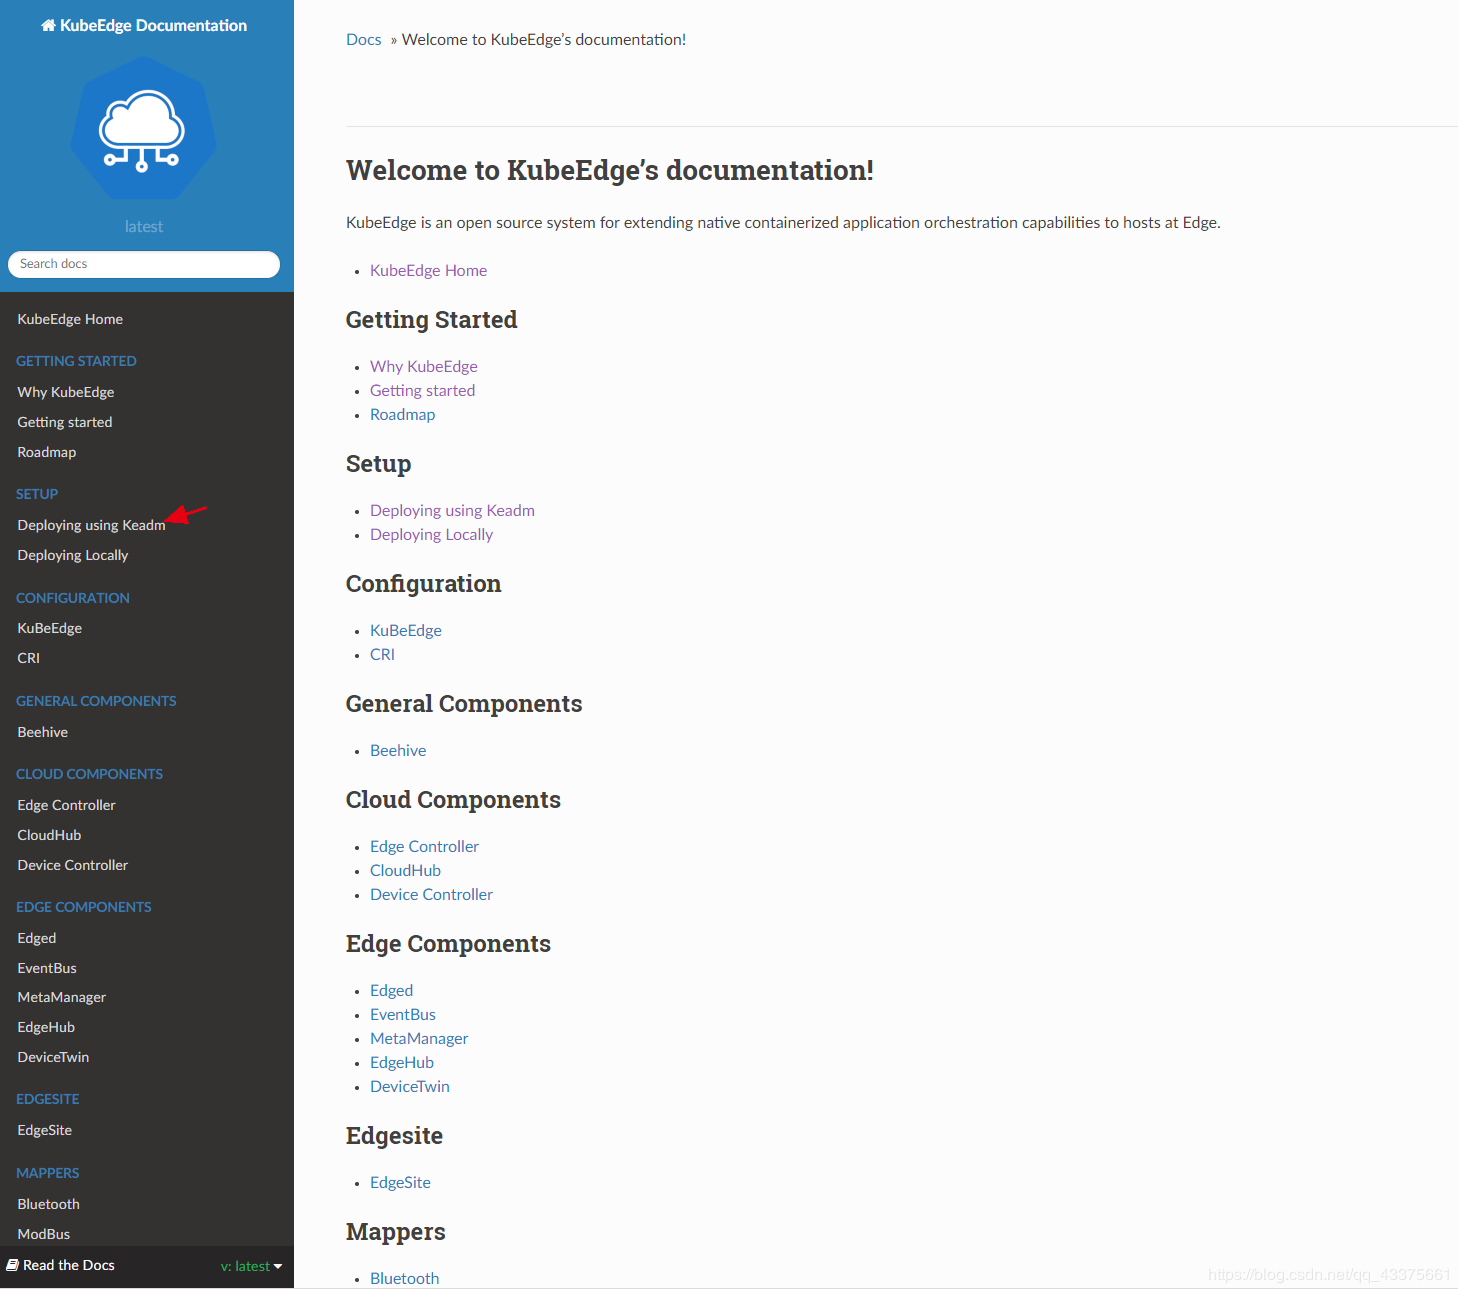 KubeEdge Documentation
latest
Search docs
KubeEdge Home
GETTING STARTED
Why KubeEdge
Getting started
Roadmap
SETUP
Deploying using Keadm
Deploying Locally
CONFIGURATION
KuBeEdge
CRI
GENERAL COMPONENTS
Beehive
CLOUD COMPONENTS
Edge Controller
CloudHub
Device Controller
EDGE COMPONENTS
Edged
EventBus
MetaManager
EdgeHub
DeviceTwin
EDGESITE
EdgeSite
MAPPERS
Bluetooth
ModBus
Read the Docs v: latest
Docs » Welcome to KubeEdge’s documentation!
Welcome to KubeEdge’s documentation!
KubeEdge is an open source system for extending native containerized application orchestration capabilities to hosts at Edge.
• KubeEdge Home
Getting Started
• Why KubeEdge
• Getting started
• Roadmap
Setup
• Deploying using Keadm
• Deploying Locally
Configuration
• KuBeEdge
• CRI
General Components
• Beehive
Cloud Components
• Edge Controller
• CloudHub
• Device Controller
Edge Components
• Edged
• EventBus
• MetaManager
• EdgeHub
• DeviceTwin
Edgesite
• EdgeSite
Mappers
• Bluetooth
https://blog.csdn.net/qq_43375661